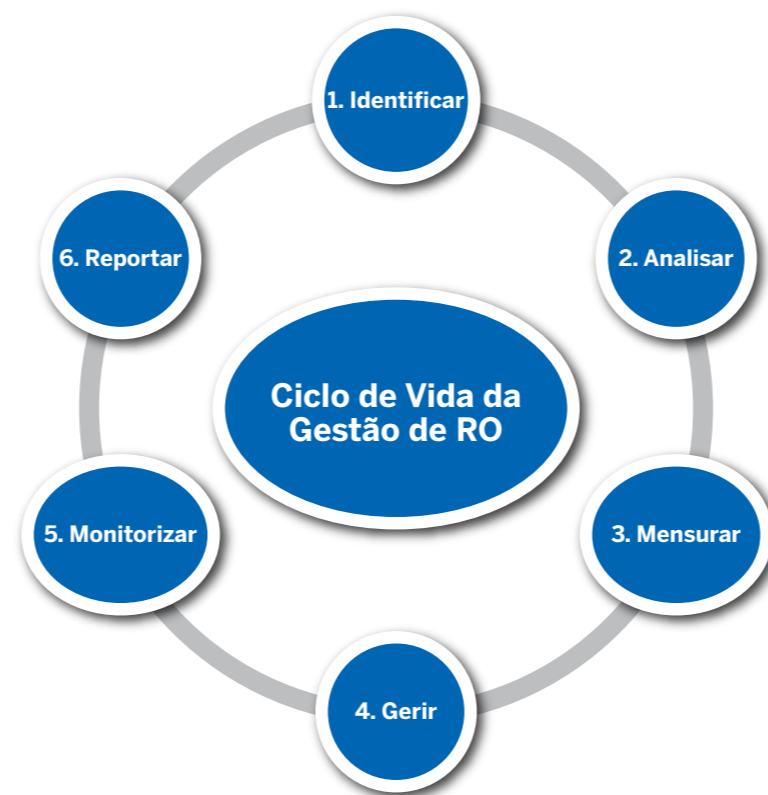 1. Identificar
2. Analisar
3. Mensurar
4. Gerir
5. Monitorizar
6. Reportar
Ciclo de Vida da
Gestão de RO